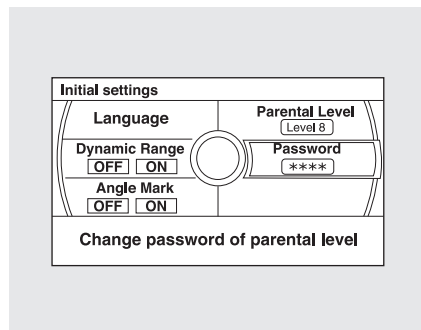 Initial settings
Language
Dynamic Range
OFF ON
Angle Mark
OFF ON
Parental Level
Level 8
Password
****
Change password of parental level